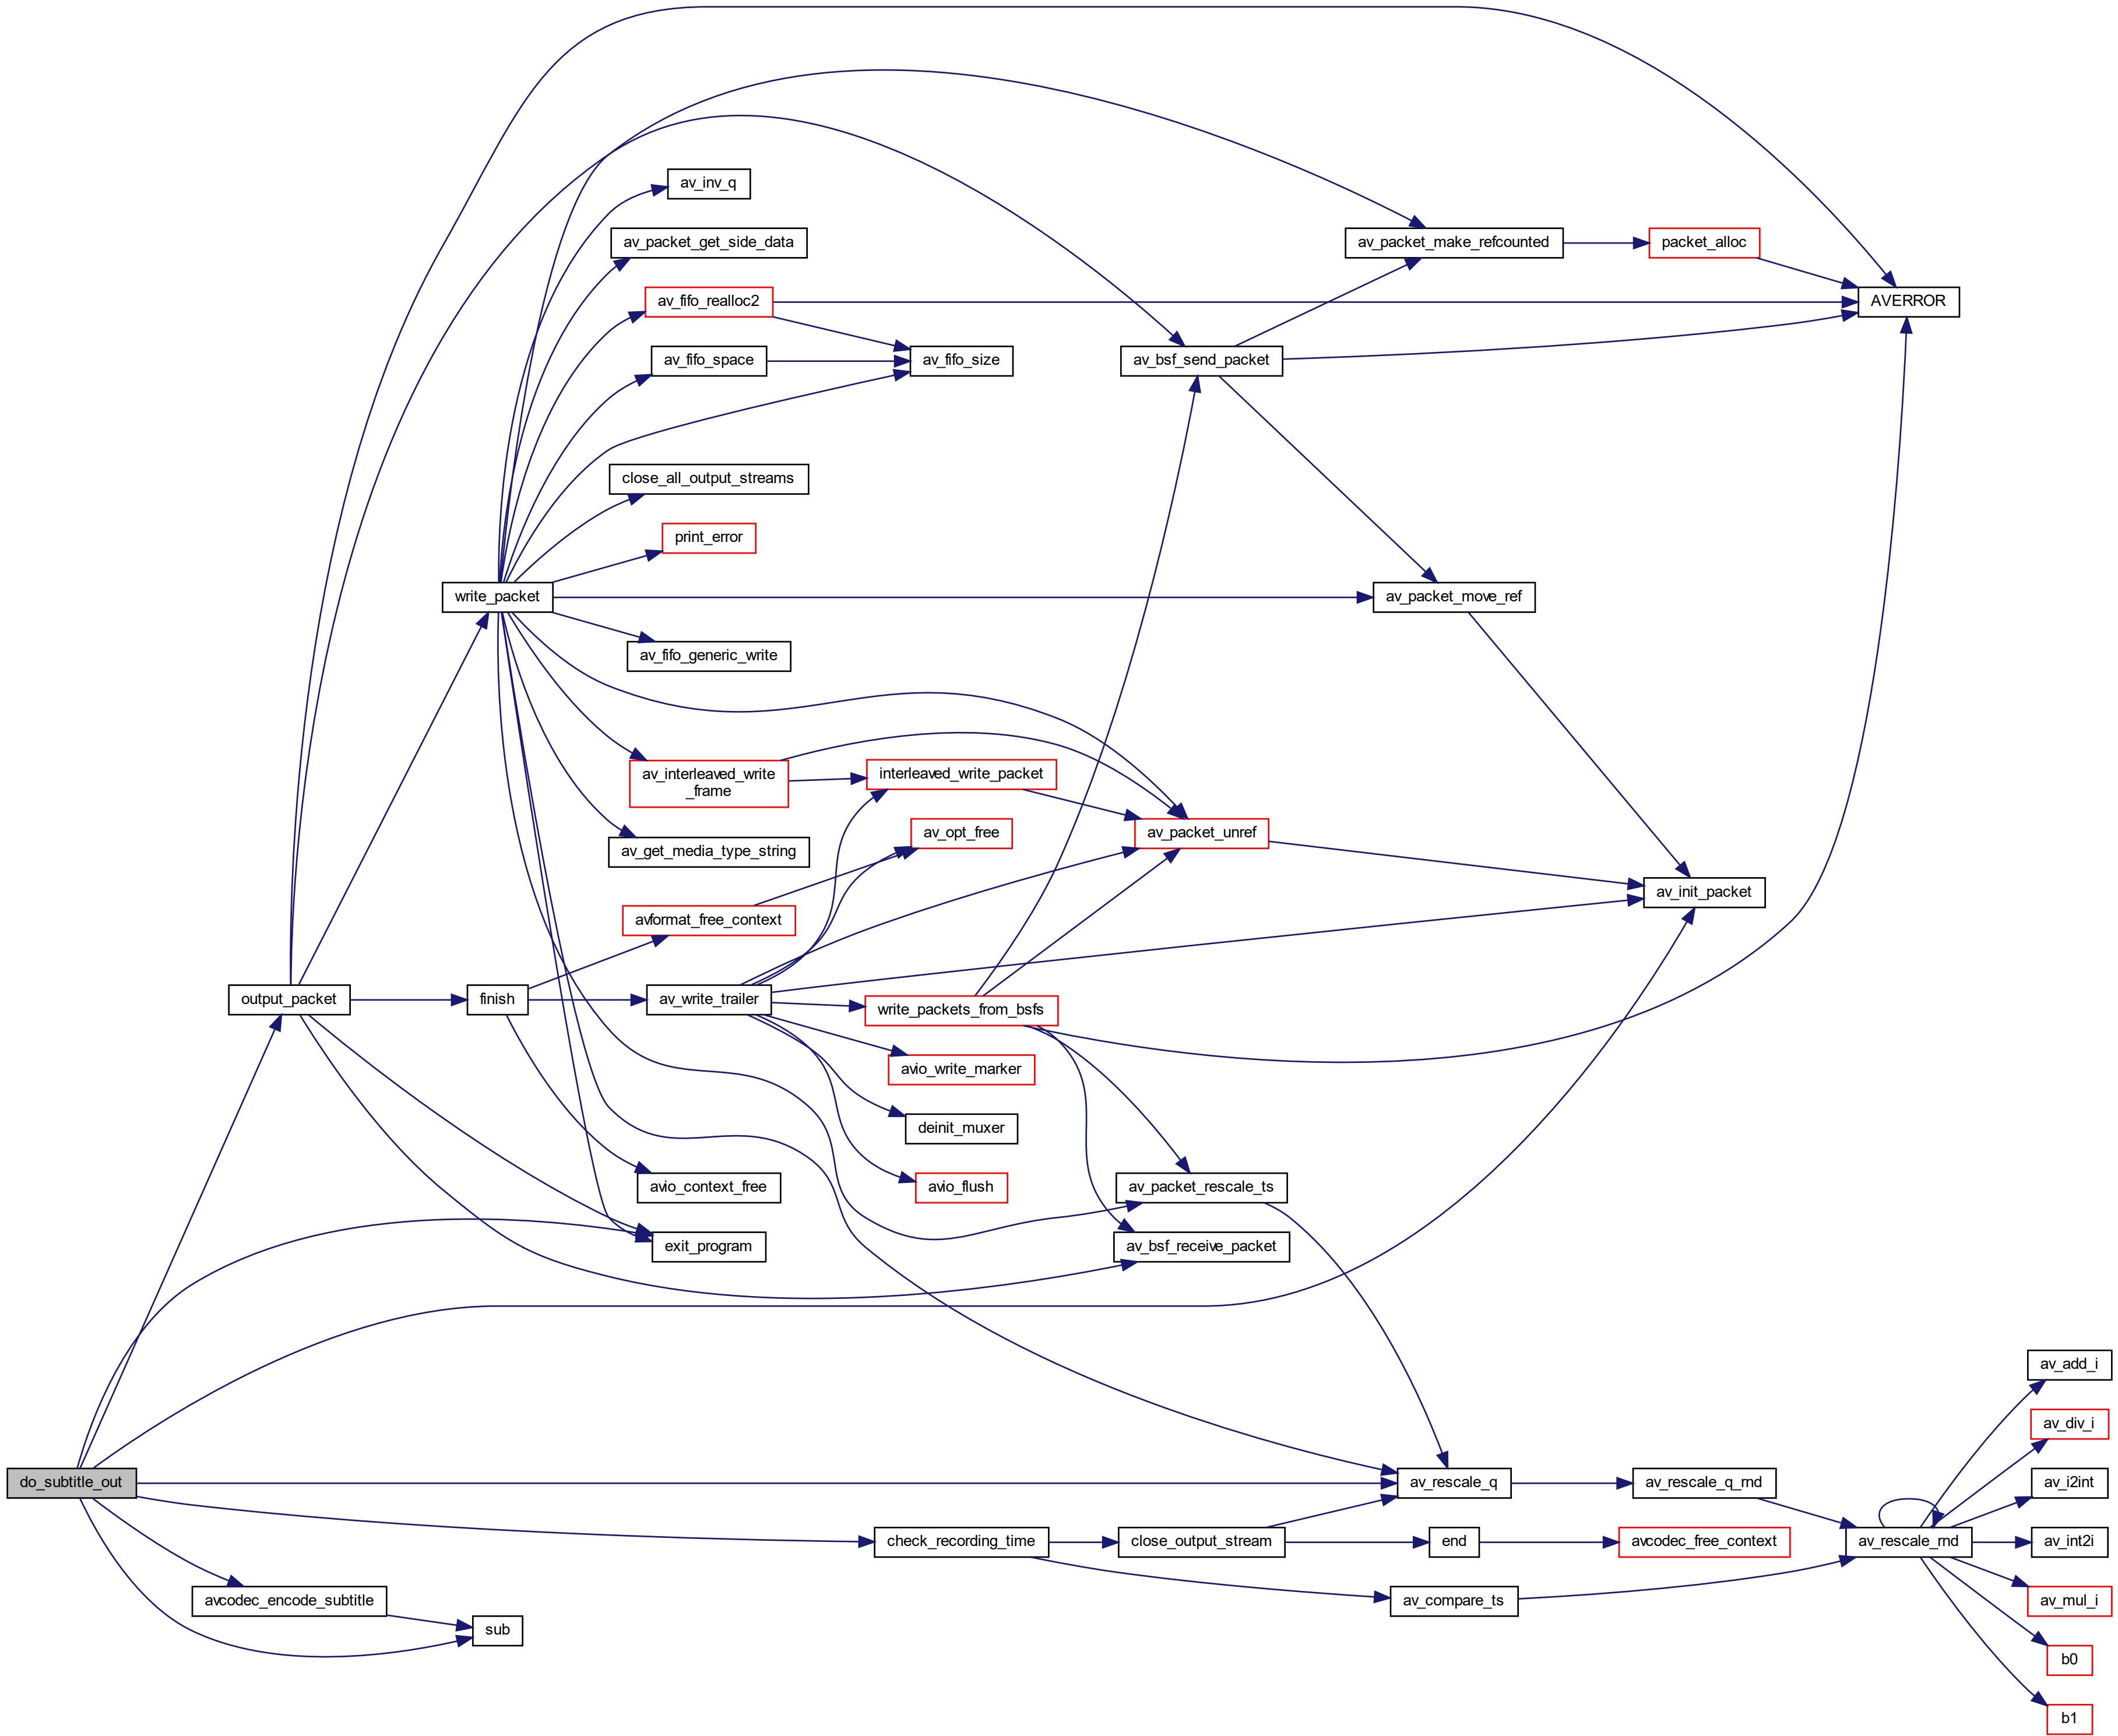 av_inv_q
av_packet_get_side_data
av_packet_make_refcounted
packet_alloc
av_fifo_realloc2
AVERROR
av_fifo_space
av_fifo_size
av_bsf_send_packet
close_all_output_streams
print_error
write_packet
av_packet_move_ref
av_fifo_generic_write
av_interleaved_write
_frame
interleaved_write_packet
av_opt_free
av_packet_unref
av_get_media_type_string
av_init_packet
avformat_free_context
output_packet
finish
av_write_trailer
write_packets_from_bsfs
avio_write_marker
deinit_muxer
avio_context_free
avio_flush
av_packet_rescale_ts
exit_program
av_bsf_receive_packet
av_add_i
av_div_i
do_subtitle_out
av_rescale_q
av_rescale_q_rnd
av_i2int
check_recording_time
close_output_stream
end
avcodec_free_context
av_rescale_rnd
av_int2i
avcodec_encode_subtitle
av_compare_ts
av_mul_i
sub
b0
b1